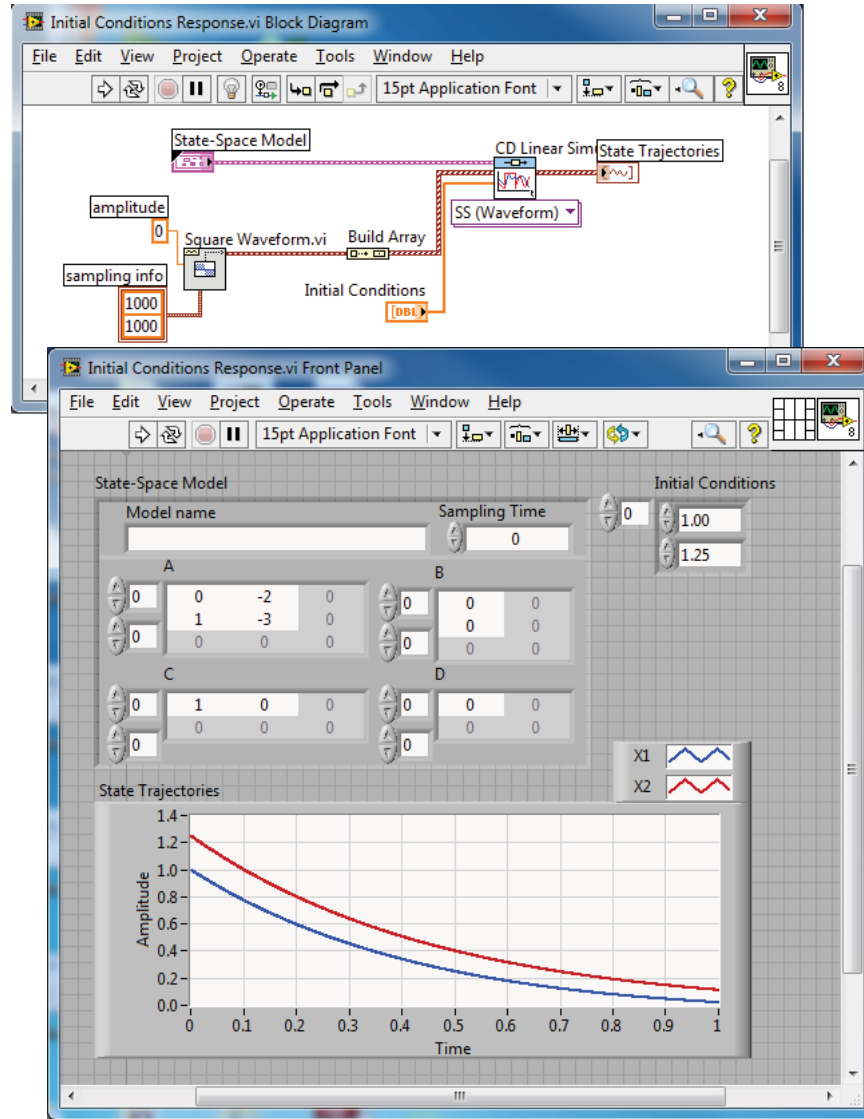 Initial Conditions Response.vi Block Diagram
File Edit View Project Operate Tools Window Help
15pt Application Font
8
State-Space Model
CD Linear Sim
State Trajectories
amplitude
0
SS (Waveform)
Square Waveform.vi
Build Array
sampling info
1000
1000
Initial Conditions
[DBL]
Initial Conditions Response.vi Front Panel
File Edit View Project Operate Tools Window Help
15pt Application Font
8
State-Space Model
Initial Conditions
Model name
Sampling Time
0
0
1.00
1.25
A
B
0 0 -2 0
0 1 -3 0
0 0 0
0 0 0
0 0 0
0 0
C
D
0 1 0 0
0 0 0 0
0 0 0
0 0 0
X1
X2
State Trajectories
1.4
1.2
1.0
0.8
0.6
0.4
0.2
0.0
Amplitude
0 0.1 0.2 0.3 0.4 0.5 0.6 0.7 0.8 0.9 1
Time